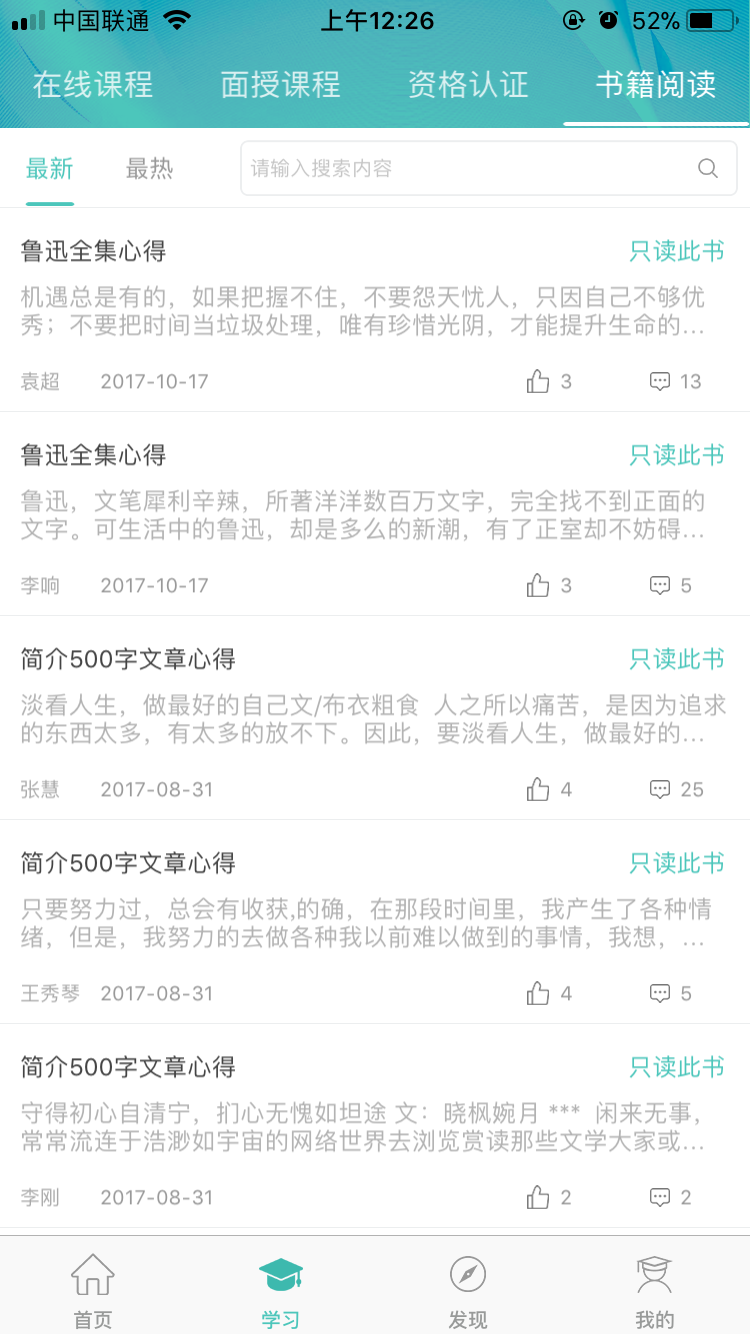 中国联通 上午12:26 52%
在线课程 面授课程 资格认证 书籍阅读
最新 最热 请输入搜索内容
鲁迅全集心得 只读此书
机遇总是有的，如果把握不住，不要怨天忧人，只因自己不够优
秀；不要把时间当垃圾处理，唯有珍惜光阴，才能提升生命的...
袁超 2017-10-17 3 13
鲁迅全集心得 只读此书
鲁迅，文笔犀利辛辣，所著洋洋数百万文字，完全找不到正面的
文字。可生活中的鲁迅，却是多么的新潮，有了正室却不妨碍...
李响 2017-10-17 3 5
简介500字文章心得 只读此书
淡看人生，做最好的自己文/布衣粗食 人之所以痛苦，是因为追求
的东西太多，有太多的放不下。因此，要淡看人生，做最好的...
张慧 2017-08-31 4 25
简介500字文章心得 只读此书
只要努力过，总会有收获,的确，在那段时间里，我产生了各种情
绪，但是，我努力的去做各种我以前难以做到的事情，我想，...
王秀琴 2017-08-31 4 5
简介500字文章心得 只读此书
守得初心自清宁，扪心无愧如坦途 文：晓枫婉月 *** 闲来无事，
常常流连于浩渺如宇宙的网络世界去浏览赏读那些文学大家或...
李刚 2017-08-31 2 2
首页 学习 发现 我的